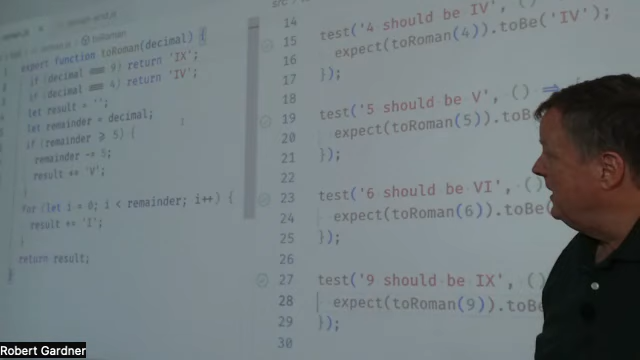 toRoman
export function toRoman(decimal) {
if (decimal === 9) return 'IX';
if (decimal === 4) return 'IV';
let result = '';
let remainder = decimal;
if (remainder >= 5) {
remainder -= 5;
result += 'V';
}
for (let i = 0; i < remainder; i++) {
result += 'I';
}
return result;
}
src
14
15 test('4 should be IV', ()
16 expect(toRoman(4)).toBe('IV');
17 });
18
19 test('5 should be V', () =>
20 expect(toRoman(5)).toBe
21 });
22
23 test('6 should be VI', ()
24 expect(toRoman(6)).toBe(
25 });
26
27 test('9 should be IX', ()
28 expect(toRoman(9)).toBe
29 });
30
Robert Gardner